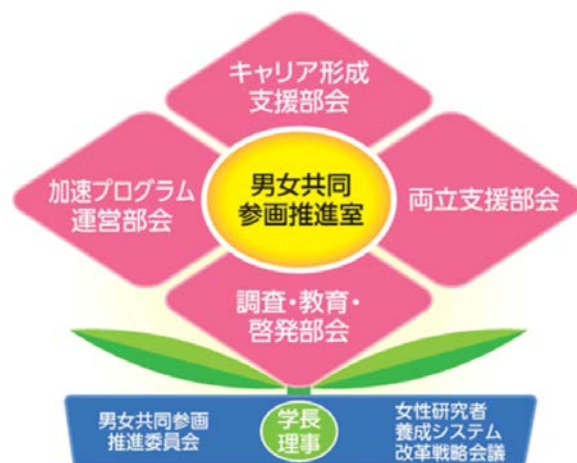 キャリア形成
支援部会
加速プログラム
運営部会
男女共同
参画推進室
両立支援部会
調査・教育・
啓発部会
男女共同参画
推進委員会
学長
理事
女性研究者
養成システム
改革戦略会議